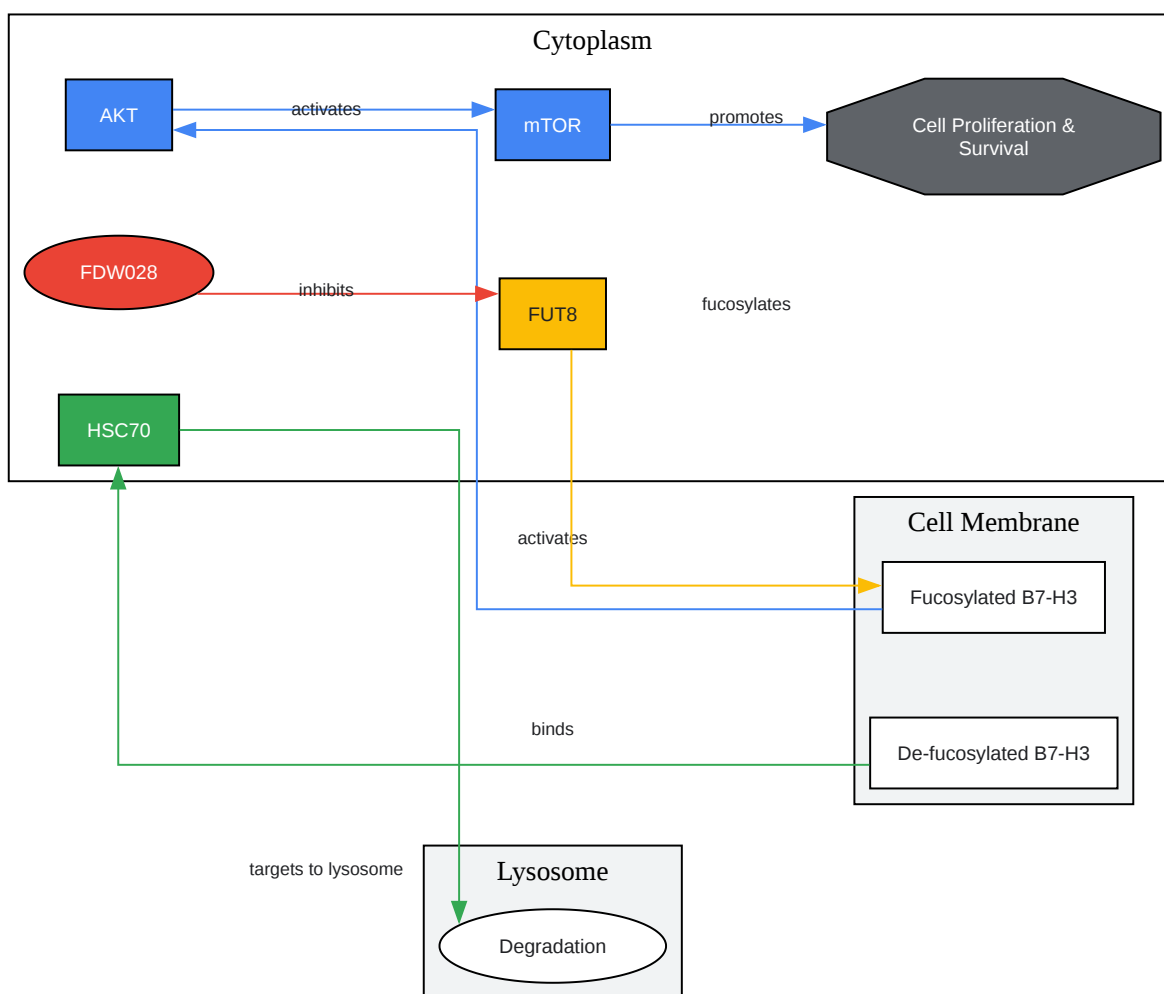 Cytoplasm
AKT
activates
mTOR
promotes
Cell Proliferation &
Survival
FDW028
inhibits
FUT8
fucosylates
HSC70
Cell Membrane
activates
Fucosylated B7-H3
binds
De-fucosylated B7-H3
targets to lysosome
Lysosome
Degradation